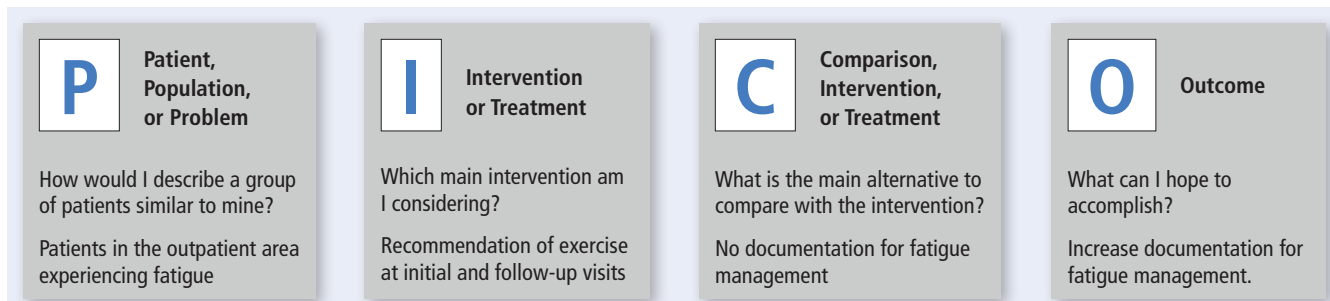 P
Patient,
Population,
or Problem
How would I describe a group
of patients similar to mine?
Patients in the outpatient area
experiencing fatigue
I
Intervention
or Treatment
Which main intervention am
I considering?
Recommendation of exercise
at initial and follow-up visits
C
Comparison,
Intervention,
or Treatment
What is the main alternative to
compare with the intervention?
No documentation for fatigue
management
O
Outcome
What can I hope to
accomplish?
Increase documentation for
fatigue management.